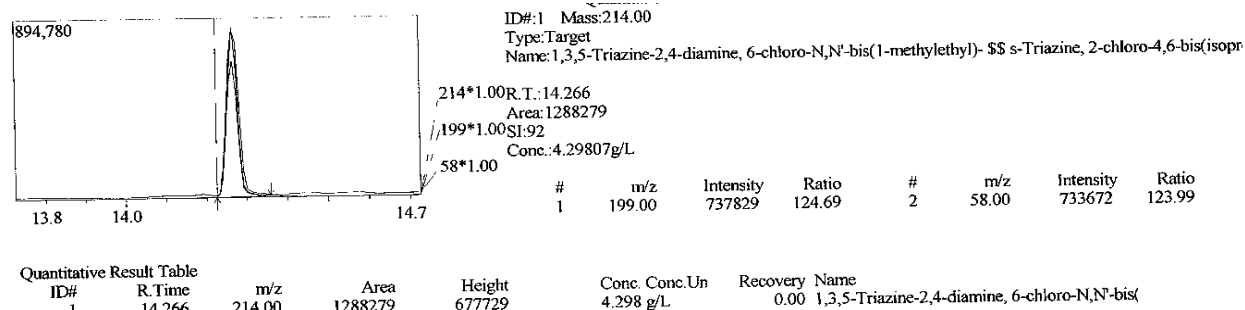 894,780
ID#:1 Mass:214.00
Type:Target
Name:1,3,5-Triazine-2,4-diamine, 6-chloro-N,N'-bis(1-methylethyl)- $$ s-Triazine, 2-chloro-4,6-bis(isopr
214*1.00 R.T.:14.266
Area:1288279
199*1.00 SI:92
Conc.:4.29807g/L
58*1.00
# m/z Intensity Ratio # m/z Intensity Ratio
1 199.00 737829 124.69 2 58.00 733672 123.99
13.8 14.0 14.7
Quantitative Result Table
ID# R.Time m/z Area Height Conc. Conc.Un Recovery Name
1 14.266 214.00 1288279 677729 4.298 g/L 0.00 1,3,5-Triazine-2,4-diamine, 6-chloro-N,N'-bis(